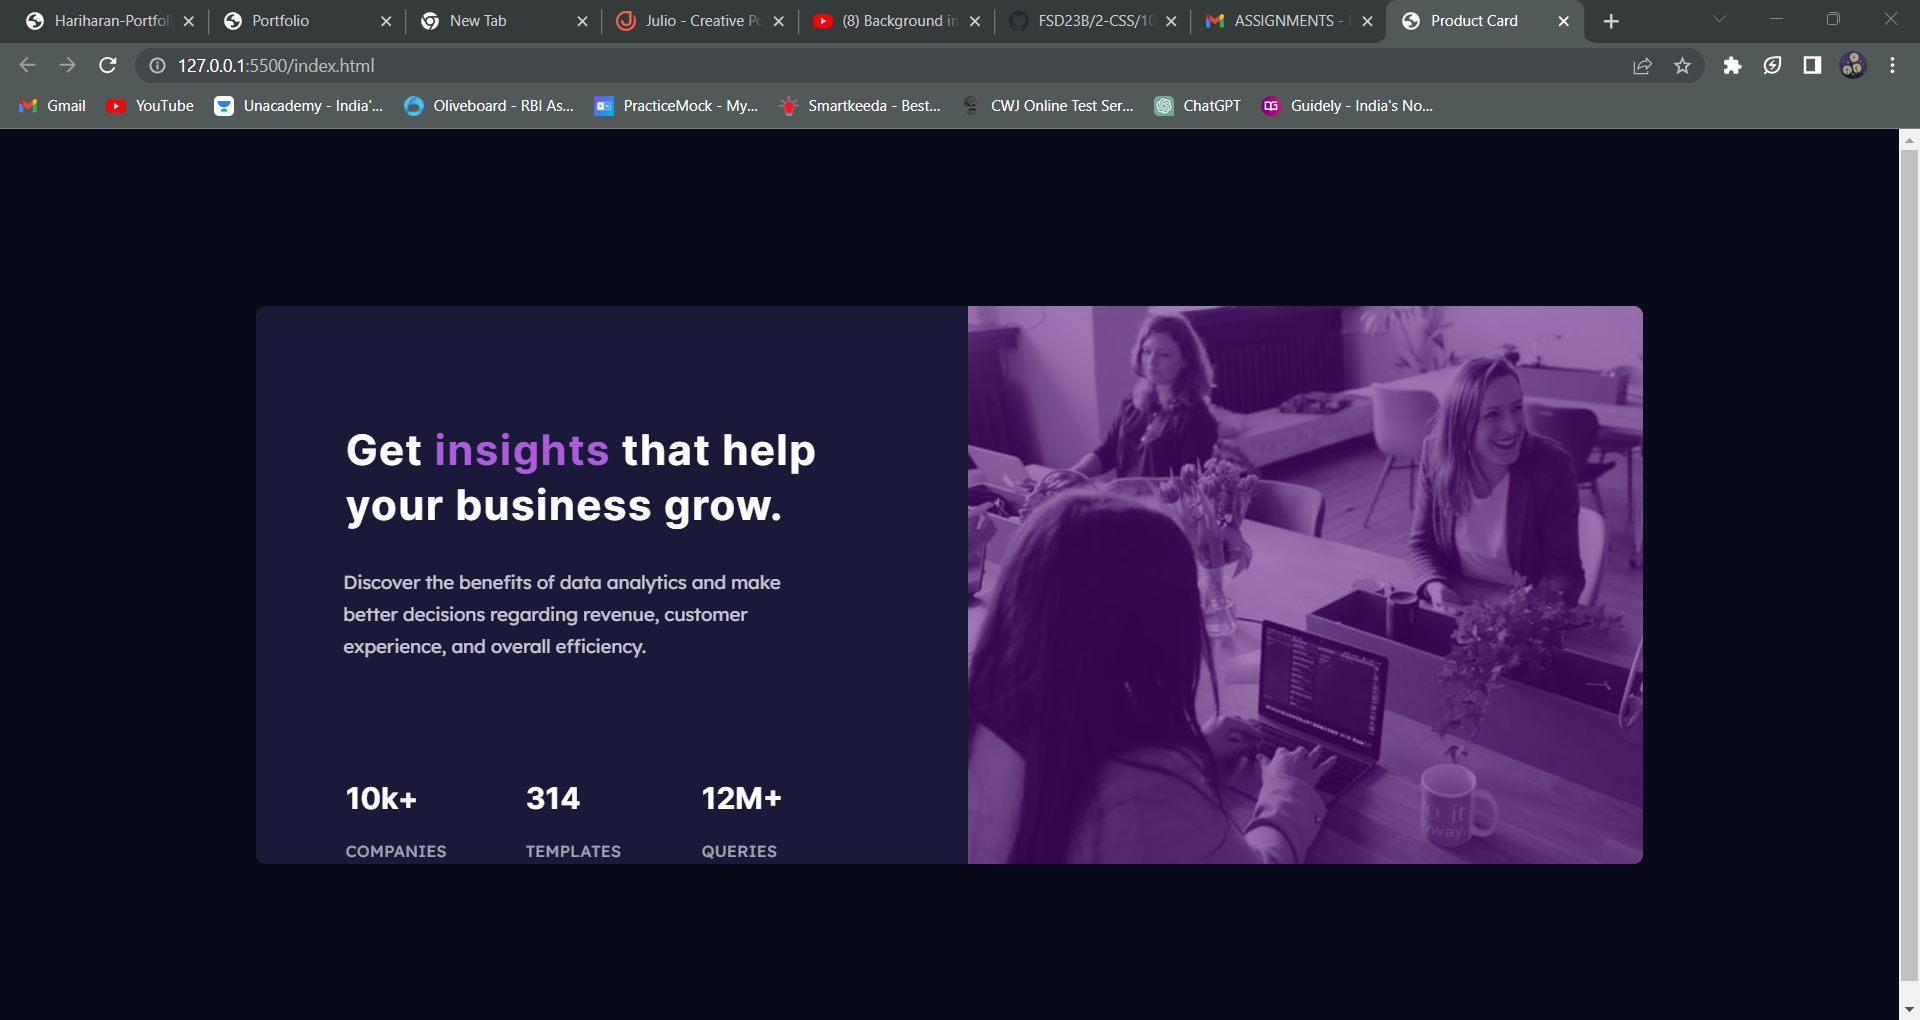 Hariharan-Portfoli
Portfolio
New Tab
Julio - Creative Po
(8) Background in
FSD23B/2-CSS/10
ASSIGNMENTS -
Product Card
127.0.0.1:5500/index.html
Gmail
YouTube
Unacademy - India'...
Oliveboard - RBI As...
PracticeMock - My...
Smartkeeda - Best...
CWJ Online Test Ser...
ChatGPT
Guidely - India's No...
Get insights that help
your business grow.
Discover the benefits of data analytics and make
better decisions regarding revenue, customer
experience, and overall efficiency.
10k+ 314 12M+
COMPANIES TEMPLATES QUERIES